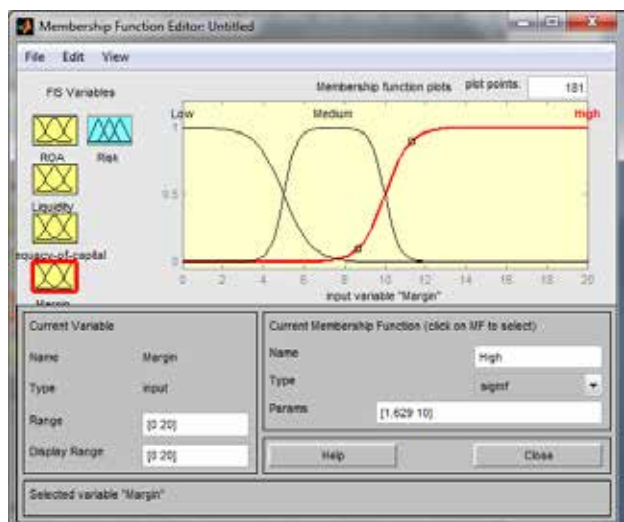 Membership Function Editor: Untitled
File Edit View
FIS Variables
Membership function plots plot points: 181
ROA Risk
Liquidity
equacy-of-capital
Margin
Low Medium High
1
0.5
0
0 2 4 6 8 10 12 14 16 18 20
input variable "Margin"
Current Variable
Name Margin
Type input
Range [0 20]
Display Range [0 20]
Current Membership Function (click on MF to select)
Name High
Type sigmf
Params [1.629 10]
Help Close
Selected variable "Margin"